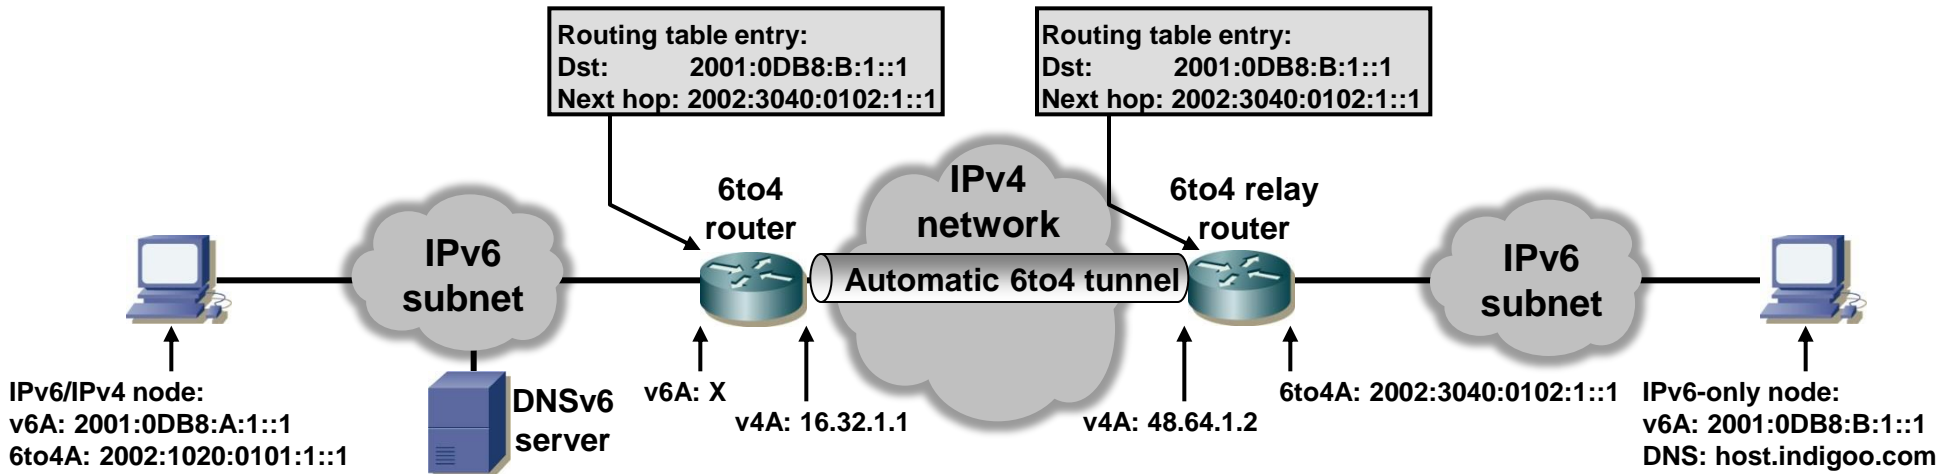 Routing table entry:
Dst: 2001:0DB8:B:1::1
Next hop: 2002:3040:0102:1::1
Routing table entry:
Dst: 2001:0DB8:B:1::1
Next hop: 2002:3040:0102:1::1
6to4
router
IPv4
network
6to4 relay
router
IPv6
subnet
Automatic 6to4 tunnel
IPv6
subnet
IPv6/IPv4 node:
v6A: 2001:0DB8:A:1::1
6to4A: 2002:1020:0101:1::1
DNSv6
server
v6A: X
v4A: 16.32.1.1
v4A: 48.64.1.2
6to4A: 2002:3040:0102:1::1
IPv6-only node:
v6A: 2001:0DB8:B:1::1
DNS: host.indigoo.com